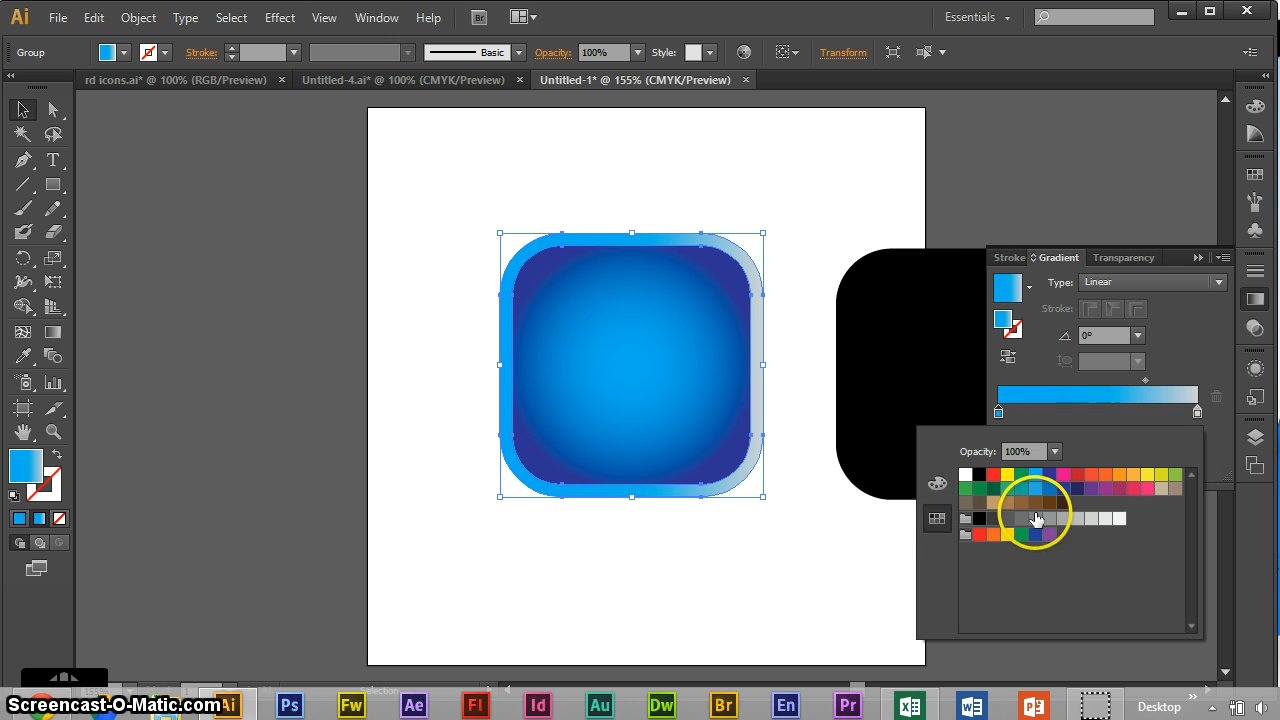 Ai File Edit Object Type Select Effect View Window Help Br Essentials
Group Stroke: Basic Opacity: 100% Style: Transform
rd icons.ai* @ 100% (RGB/Preview) × Untitled-4.ai* @ 100% (CMYK/Preview) × Untitled-1* @ 155% (CMYK/Preview) ×
T
Stroke Gradient Transparency
Type: Linear
Stroke:
0°
Opacity: 100%
Selection
Screencast-O-Matic.com Ai Ps Fw Ae Fl Id Au Dw Br En Pr Desktop